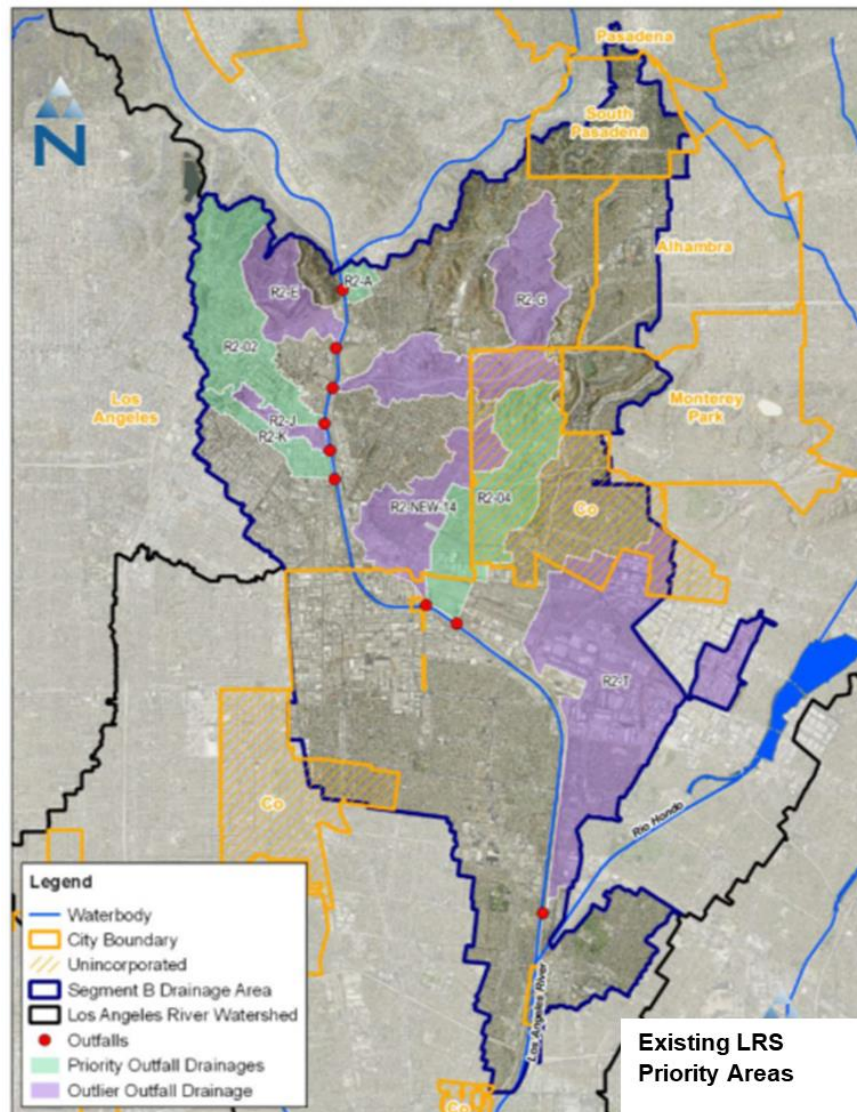 Pasadena
N
South
Pasadena
Alhambra
R2-A
R2-E
R2-G
R2-02
Los
Angeles
Monterey
Park
R2-J
R2-K
R2-04
R2-NEW-14
Co
R2-T
Co
Rio Hondo
Los Angeles River
Co
Legend
Waterbody
City Boundary
Unincorporated
Segment B Drainage Area
Los Angeles River Watershed
Outfalls
Priority Outfall Drainages
Outlier Outfall Drainage
Existing LRS
Priority Areas